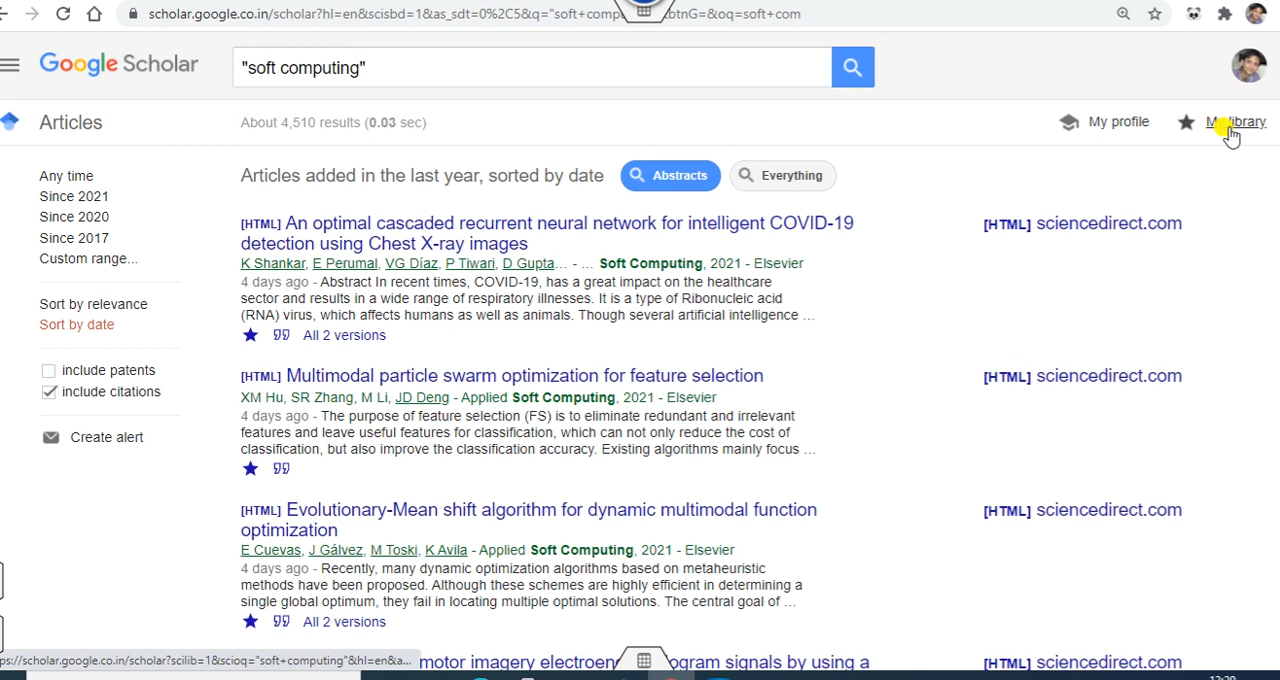 scholar.google.co.in/scholar?hl=en&scisbd=1&as_sdt=0%2C5&q="soft+comp btnG=&oq=soft+com
Google Scholar
"soft computing"
Articles
About 4,510 results (0.03 sec)
My profile
My library
Any time
Since 2021
Since 2020
Since 2017
Custom range...
Sort by relevance
Sort by date
include patents
include citations
Create alert
Articles added in the last year, sorted by date
Abstracts
Everything
[HTML] An optimal cascaded recurrent neural network for intelligent COVID-19
detection using Chest X-ray images
K Shankar, E Perumal, VG Díaz, P Tiwari, D Gupta… - … Soft Computing, 2021 - Elsevier
4 days ago - Abstract In recent times, COVID-19, has a great impact on the healthcare
sector and results in a wide range of respiratory illnesses. It is a type of Ribonucleic acid
(RNA) virus, which affects humans as well as animals. Though several artificial intelligence …
All 2 versions
[HTML] sciencedirect.com
[HTML] Multimodal particle swarm optimization for feature selection
XM Hu, SR Zhang, M Li, JD Deng - Applied Soft Computing, 2021 - Elsevier
4 days ago - The purpose of feature selection (FS) is to eliminate redundant and irrelevant
features and leave useful features for classification, which can not only reduce the cost of
classification, but also improve the classification accuracy. Existing algorithms mainly focus …
[HTML] sciencedirect.com
[HTML] Evolutionary-Mean shift algorithm for dynamic multimodal function
optimization
E Cuevas, J Gálvez, M Toski, K Avila - Applied Soft Computing, 2021 - Elsevier
4 days ago - Recently, many dynamic optimization algorithms based on metaheuristic
methods have been proposed. Although these schemes are highly efficient in determining a
single global optimum, they fail in locating multiple optimal solutions. The central goal of …
All 2 versions
[HTML] sciencedirect.com
motor imagery electroen ogram signals by using a
[HTML] sciencedirect.com
ps://scholar.google.co.in/scholar?scilib=1&scioq="soft+computing"&hl=en&a...